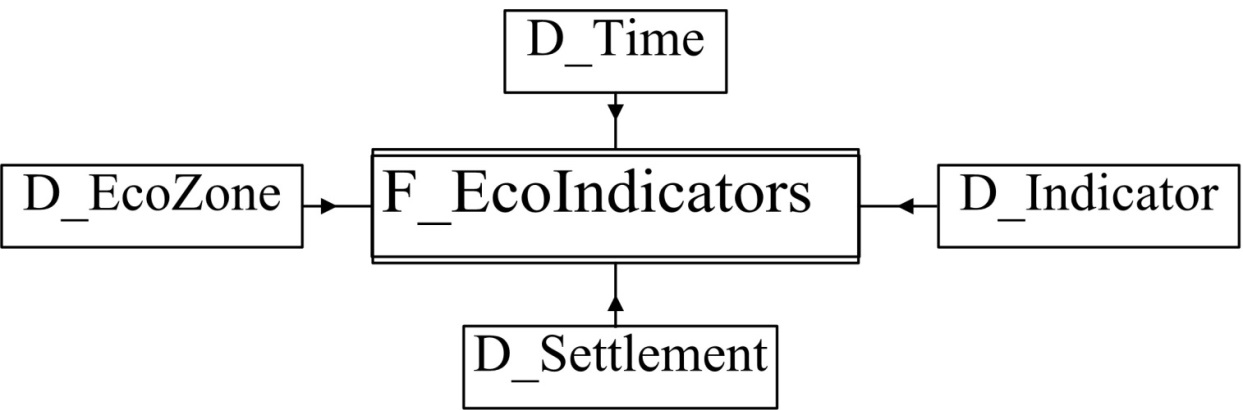 D_Time
D_EcoZone
F_EcoIndicators
D_Indicator
D_Settlement